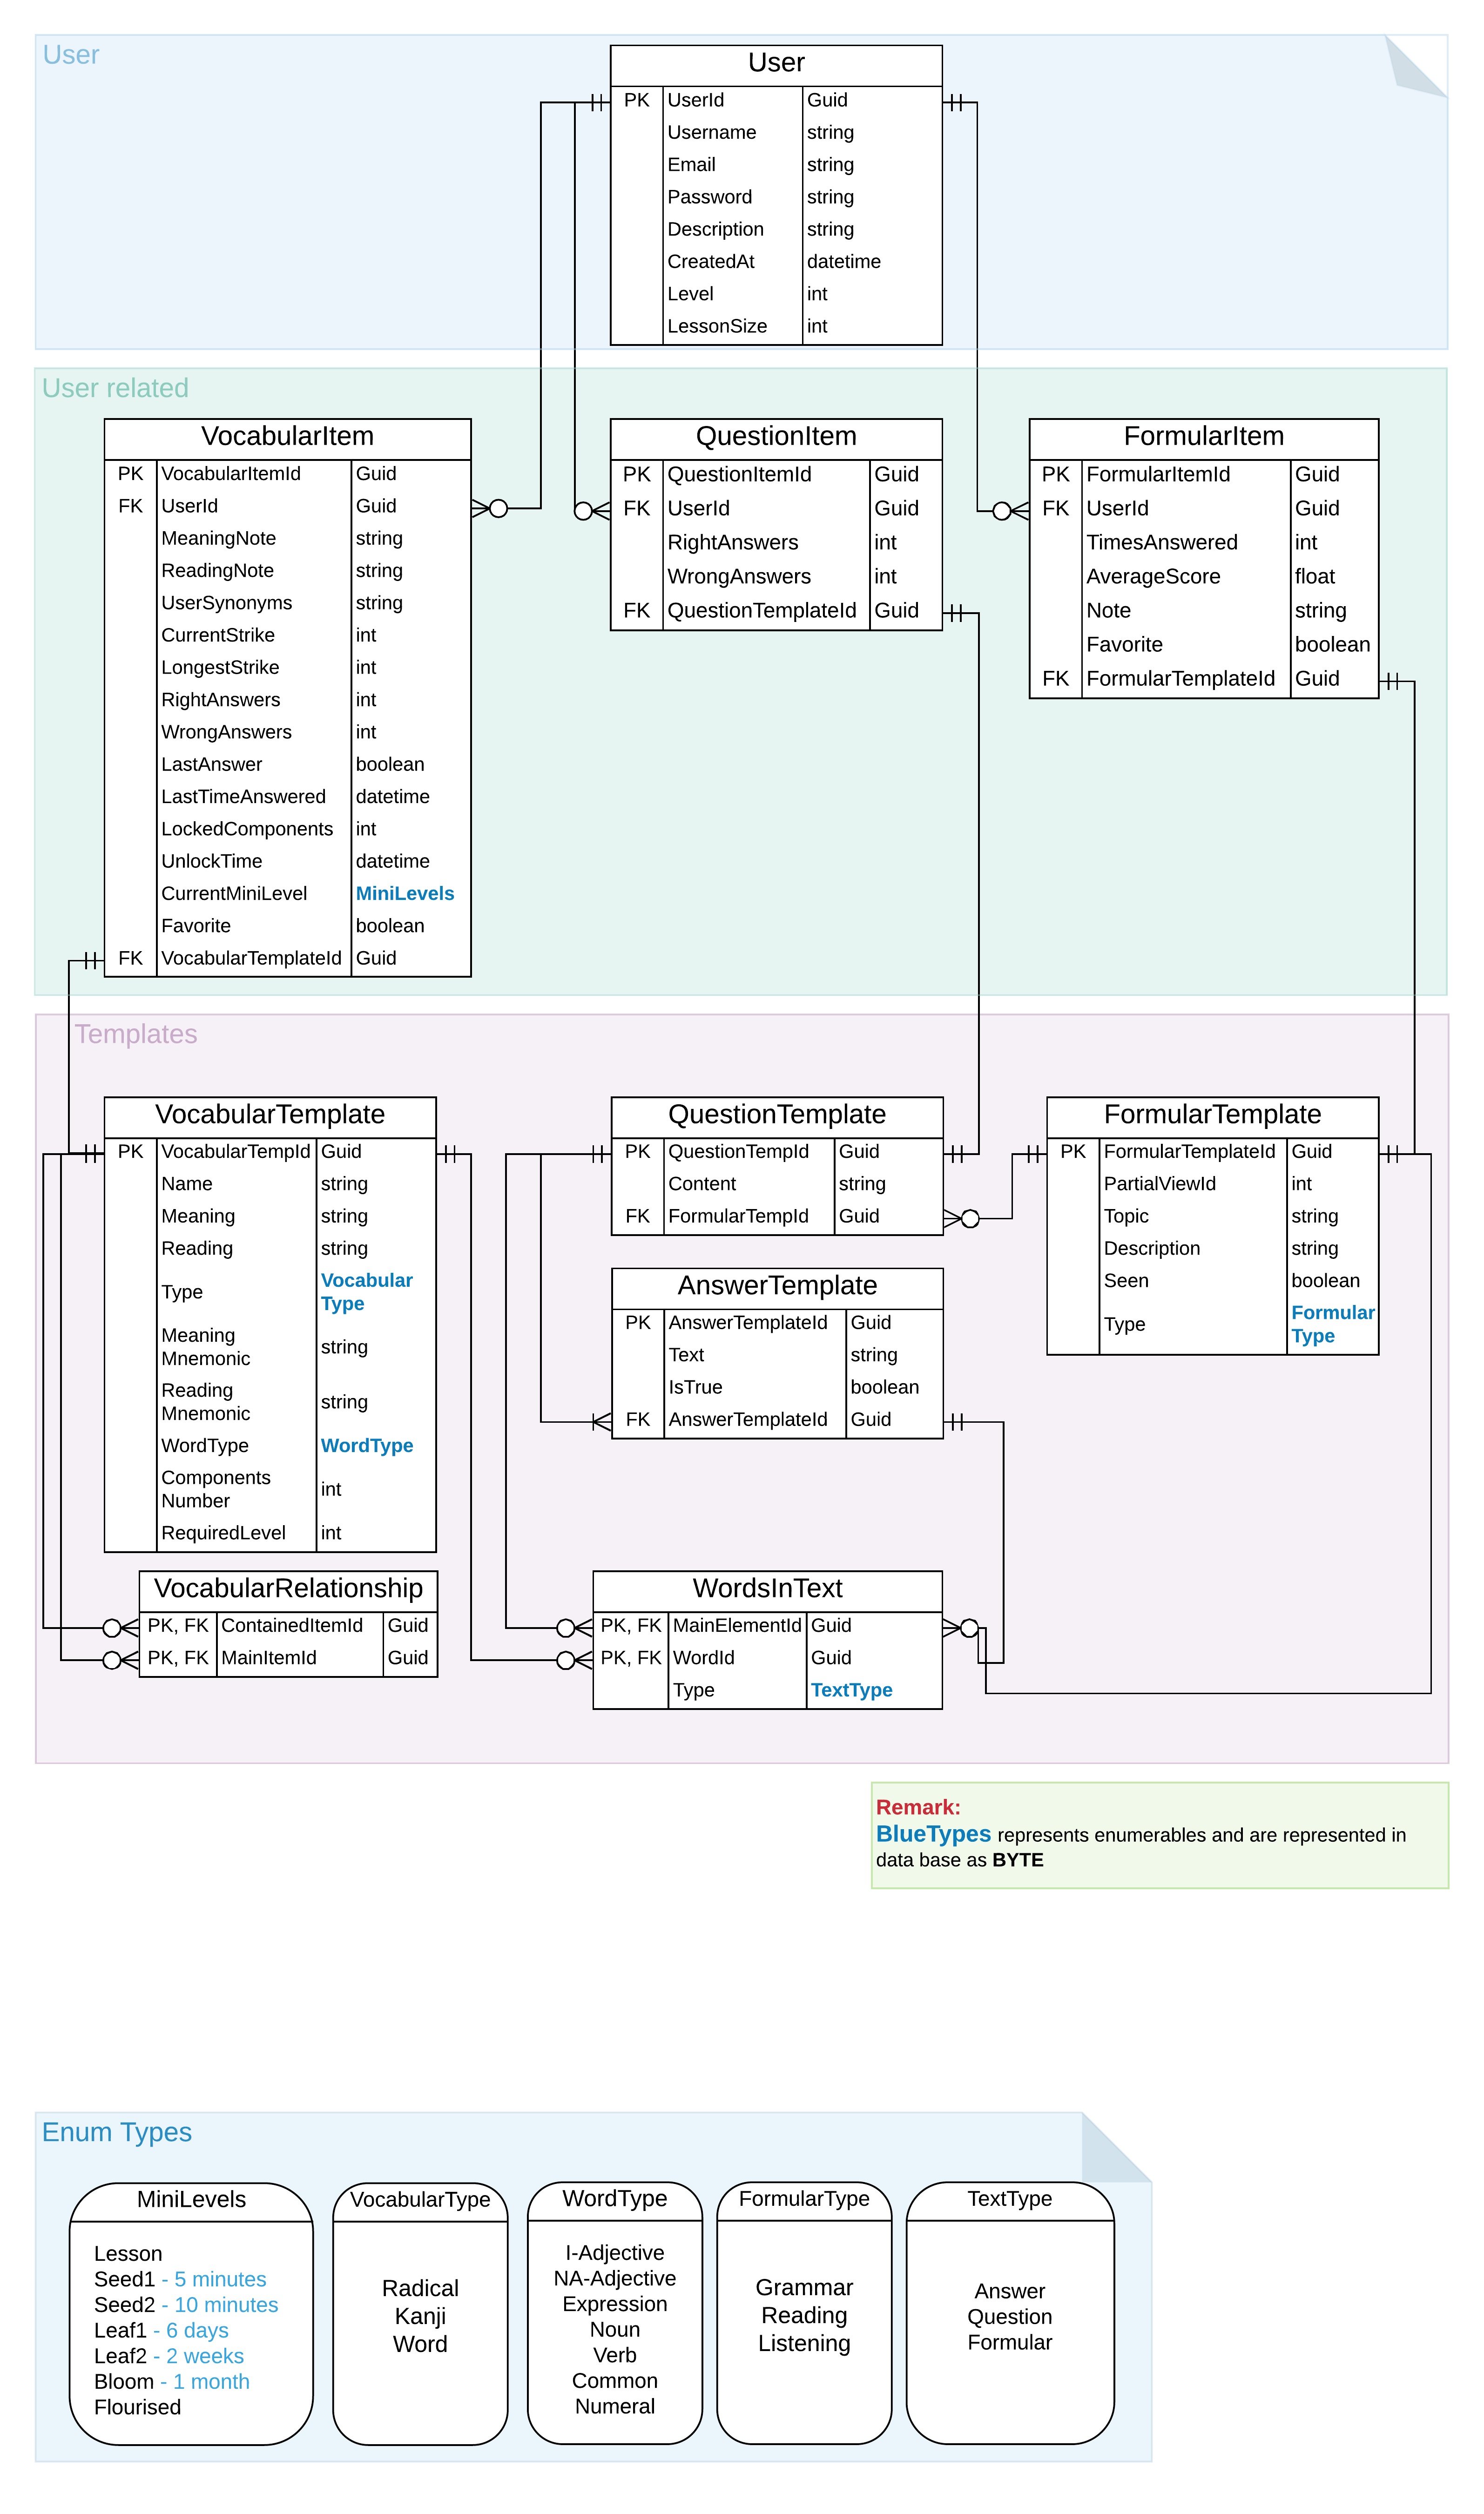 User
User
PK UserId Guid
Username string
Email string
Password string
Description string
CreatedAt datetime
Level int
LessonSize int
User related
VocabularItem
PK VocabularItemId Guid
FK UserId Guid
MeaningNote string
ReadingNote string
UserSynonyms string
CurrentStrike int
LongestStrike int
RightAnswers int
WrongAnswers int
LastAnswer boolean
LastTimeAnswered datetime
LockedComponents int
UnlockTime datetime
CurrentMiniLevel MiniLevels
Favorite boolean
FK VocabularTemplateId Guid
QuestionItem
PK QuestionItemId Guid
FK UserId Guid
RightAnswers int
WrongAnswers int
FK QuestionTemplateId Guid
FormularItem
PK FormularItemId Guid
FK UserId Guid
TimesAnswered int
AverageScore float
Note string
Favorite boolean
FK FormularTemplateId Guid
Templates
VocabularTemplate
PK VocabularTempId Guid
Name string
Meaning string
Reading string
Type Vocabular
Type
Meaning
Mnemonic string
Reading
Mnemonic string
WordType WordType
Components
Number int
RequiredLevel int
QuestionTemplate
PK QuestionTempId Guid
Content string
FK FormularTempId Guid
FormularTemplate
PK FormularTemplateId Guid
PartialViewId int
Topic string
Description string
Seen boolean
Type Formular
Type
AnswerTemplate
PK AnswerTemplateId Guid
Text string
IsTrue boolean
FK AnswerTemplateId Guid
VocabularRelationship
PK, FK ContainedItemId Guid
PK, FK MainItemId Guid
WordsInText
PK, FK MainElementId Guid
PK, FK WordId Guid
Type TextType
Remark:
BlueTypes represents enumerables and are represented in
data base as BYTE
Enum Types
MiniLevels
Lesson
Seed1 - 5 minutes
Seed2 - 10 minutes
Leaf1 - 6 days
Leaf2 - 2 weeks
Bloom - 1 month
Flourised
VocabularType
Radical
Kanji
Word
WordType
I-Adjective
NA-Adjective
Expression
Noun
Verb
Common
Numeral
FormularType
Grammar
Reading
Listening
TextType
Answer
Question
Formular